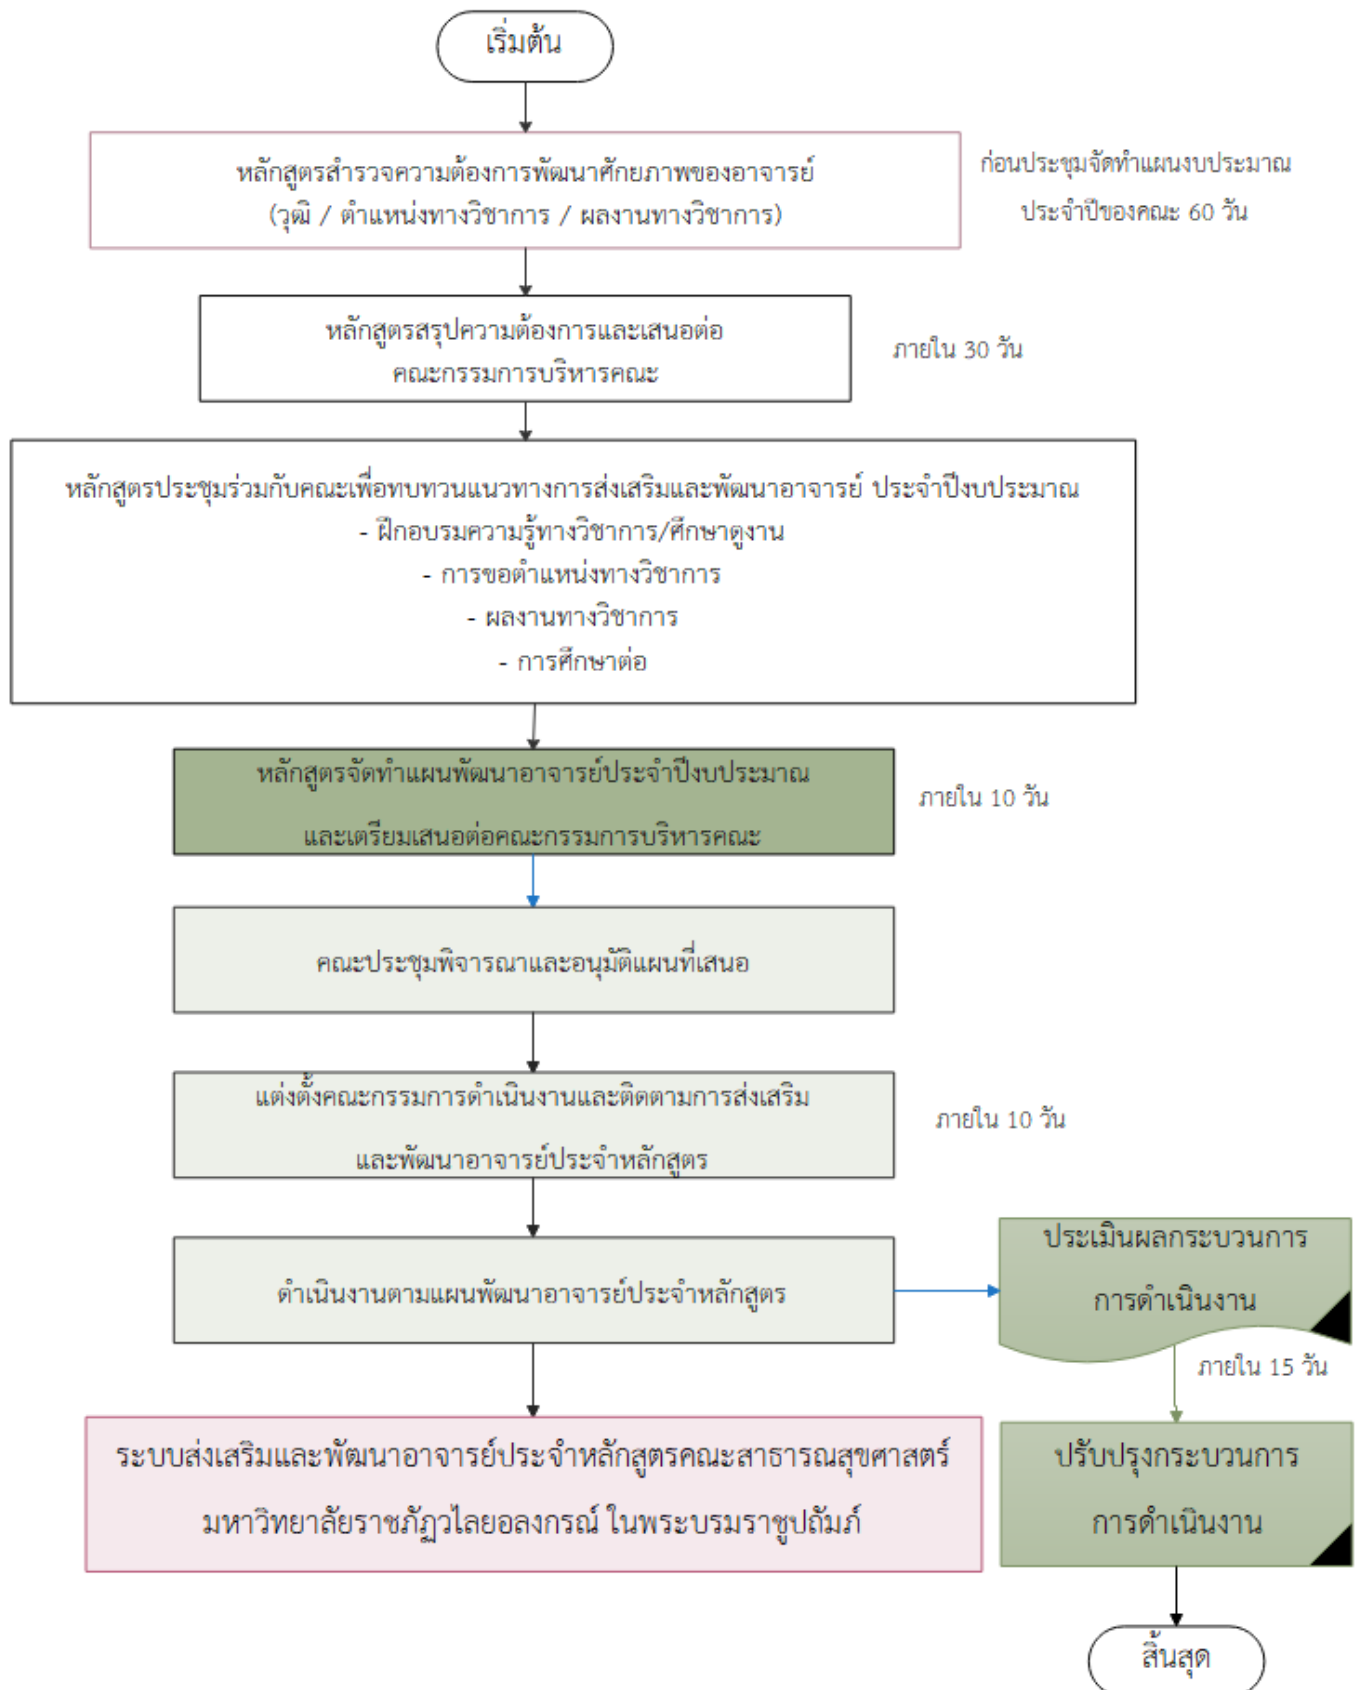 เริ่มต้น
หลักสูตรสำรวจความต้องการพัฒนาศักยภาพของอาจารย์
(วุฒิ / ตำแหน่งทางวิชาการ / ผลงานทางวิชาการ)
ก่อนประชุมจัดทำแผนงบประมาณ
ประจำปีของคณะ 60 วัน
หลักสูตรสรุปความต้องการและเสนอต่อ
คณะกรรมการบริหารคณะ
ภายใน 30 วัน
หลักสูตรประชุมร่วมกับคณะเพื่อทบทวนแนวทางการส่งเสริมและพัฒนาอาจารย์ ประจำปีงบประมาณ
- ฝึกอบรมความรู้ทางวิชาการ/ศึกษาดูงาน
- การขอตำแหน่งทางวิชาการ
- ผลงานทางวิชาการ
- การศึกษาต่อ
หลักสูตรจัดทำแผนพัฒนาอาจารย์ประจำปีงบประมาณ
และเตรียมเสนอต่อคณะกรรมการบริหารคณะ
ภายใน 10 วัน
คณะประชุมพิจารณาและอนุมัติแผนที่เสนอ
แต่งตั้งคณะกรรมการดำเนินงานและติดตามการส่งเสริม
และพัฒนาอาจารย์ประจำหลักสูตร
ภายใน 10 วัน
ดำเนินงานตามแผนพัฒนาอาจารย์ประจำหลักสูตร
ประเมินผลกระบวนการ
การดำเนินงาน
ภายใน 15 วัน
ระบบส่งเสริมและพัฒนาอาจารย์ประจำหลักสูตรคณะสาธารณสุขศาสตร์
มหาวิทยาลัยราชภัฏวไลยอลงกรณ์ ในพระบรมราชูปถัมภ์
ปรับปรุงกระบวนการ
การดำเนินงาน
สิ้นสุด